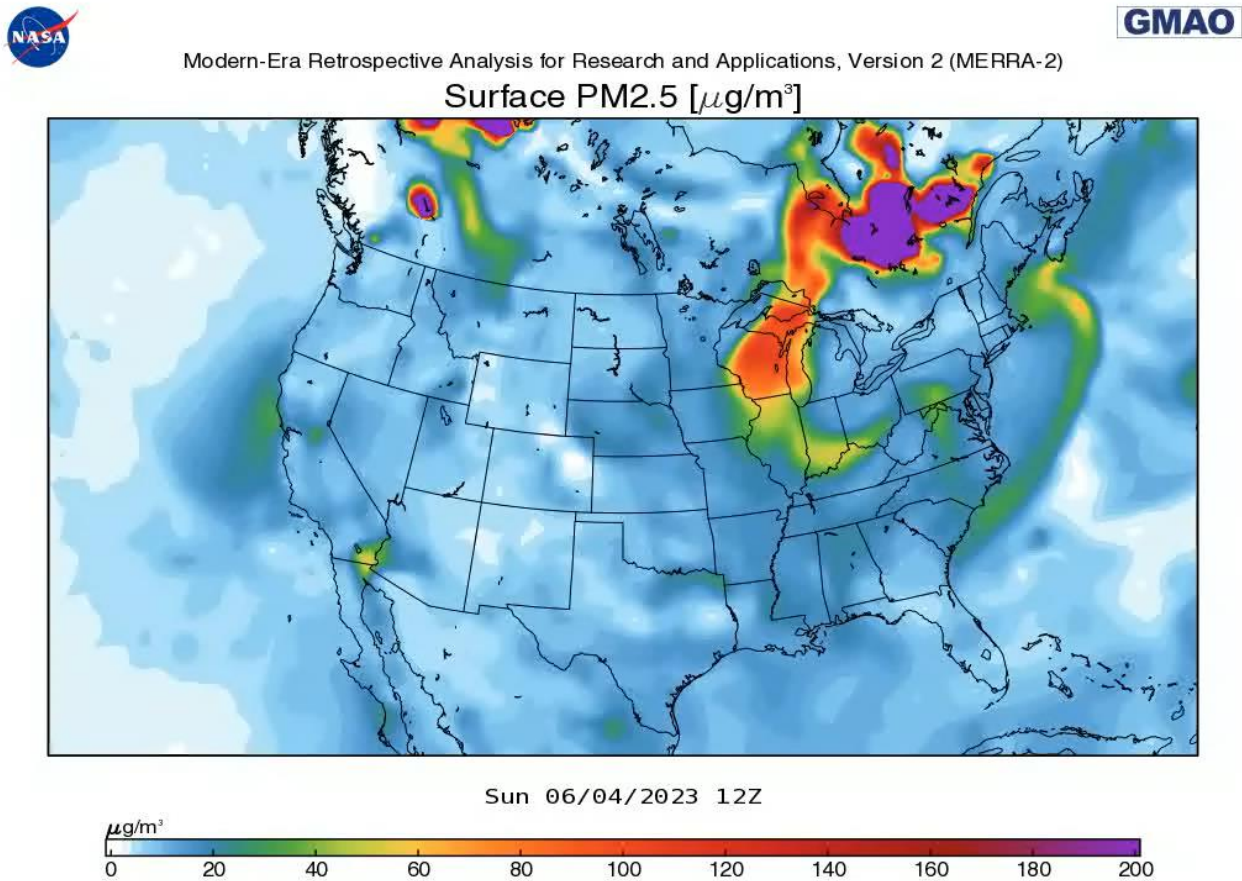 NASA
GMAO
Modern-Era Retrospective Analysis for Research and Applications, Version 2 (MERRA-2)
Surface PM2.5 [μg/m³]
Sun 06/04/2023 12Z
μg/m³
0 20 40 60 80 100 120 140 160 180 200